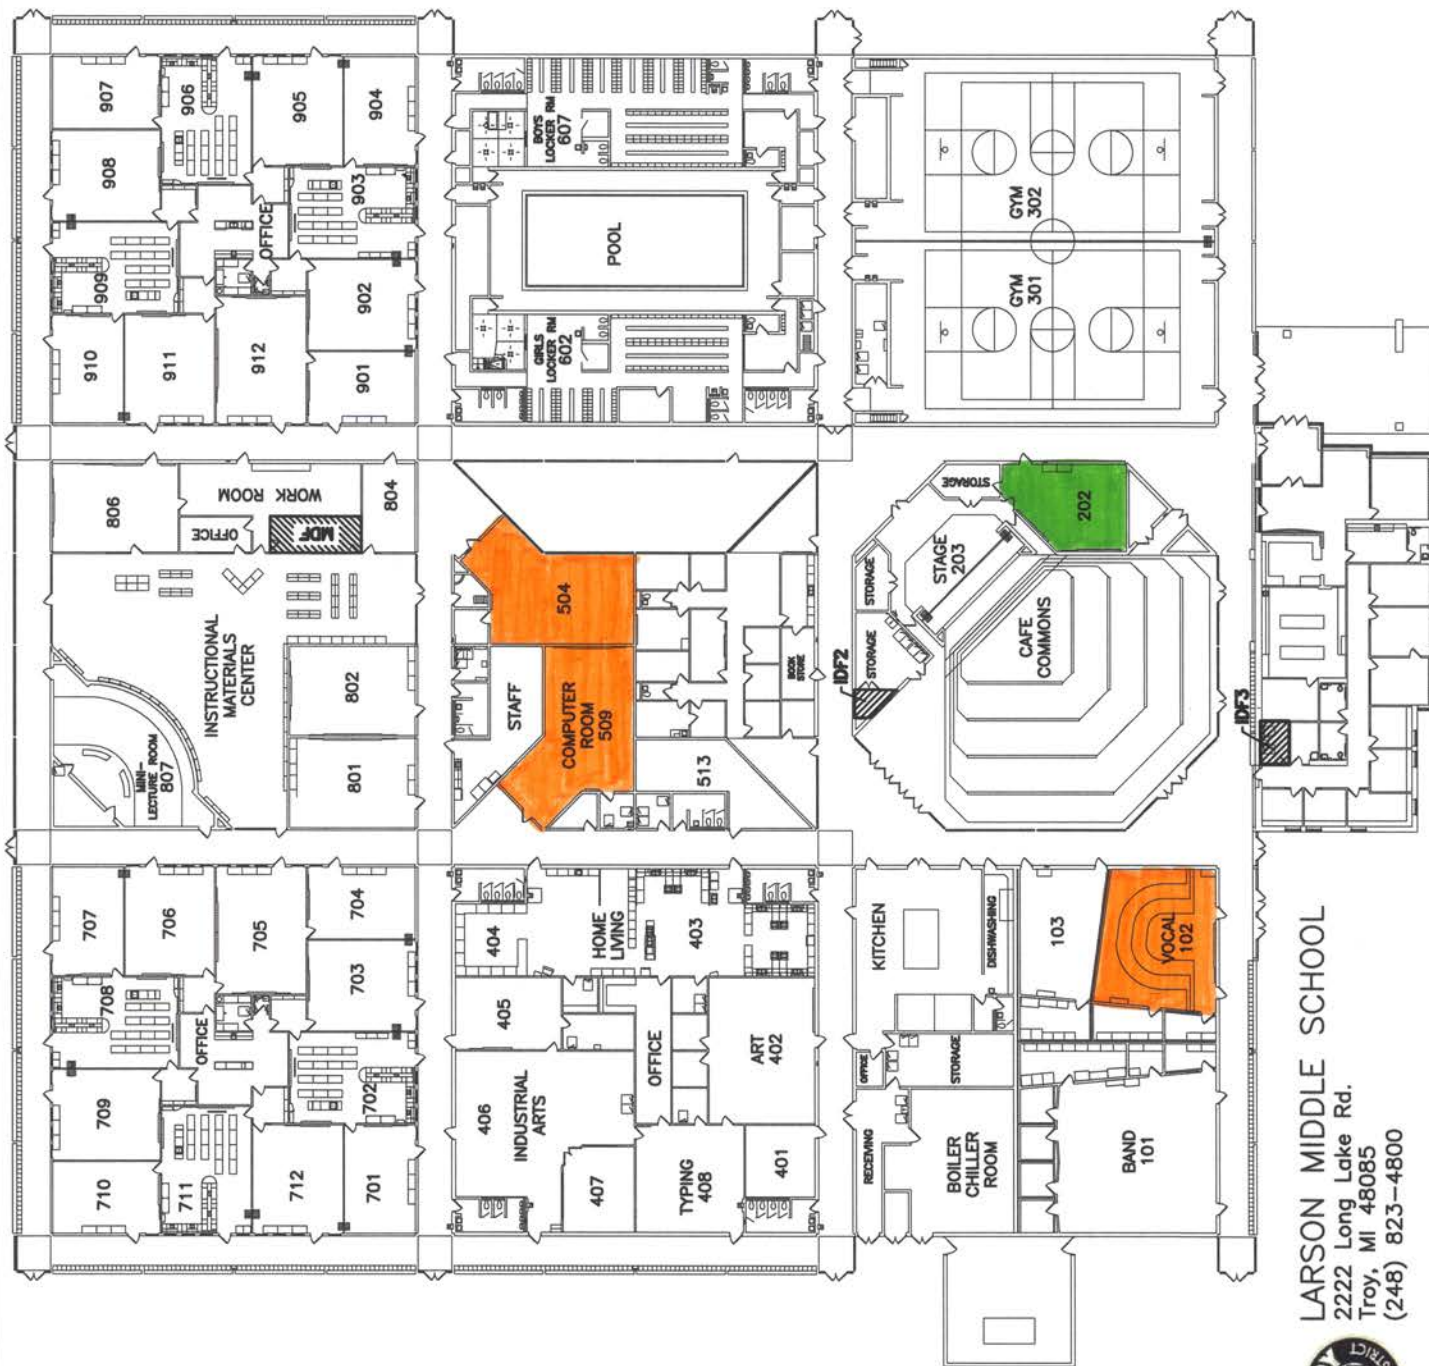 907
906
905
904
908
903
OFFICE
909
902
910
911
912
901
BOYS
LOCKER RM
607
POOL
GIRLS
LOCKER RM
602
GYM
302
GYM
301
806
WORK ROOM
OFFICE
MDF
804
INSTRUCTIONAL
MATERIALS
CENTER
802
801
MINI-
LECTURE ROOM
807
504
STAFF
COMPUTER
ROOM
509
BOOK
STORE
513
STORAGE
202
STAGE
203
STORAGE
STORAGE
IDF2
CAFE
COMMONS
IDF3
707
706
705
704
708
703
OFFICE
709
702
710
711
712
701
404
HOME
LIVING
403
405
OFFICE
ART
402
406
INDUSTRIAL
ARTS
407
TYPING
408
401
KITCHEN
DISHWASHING
103
VOCAL
102
OFFICE
STORAGE
RECEIVING
BOILER
CHILLER
ROOM
BAND
101
LARSON MIDDLE SCHOOL
2222 Long Lake Rd.
Troy, MI 48085
(248) 823-4800